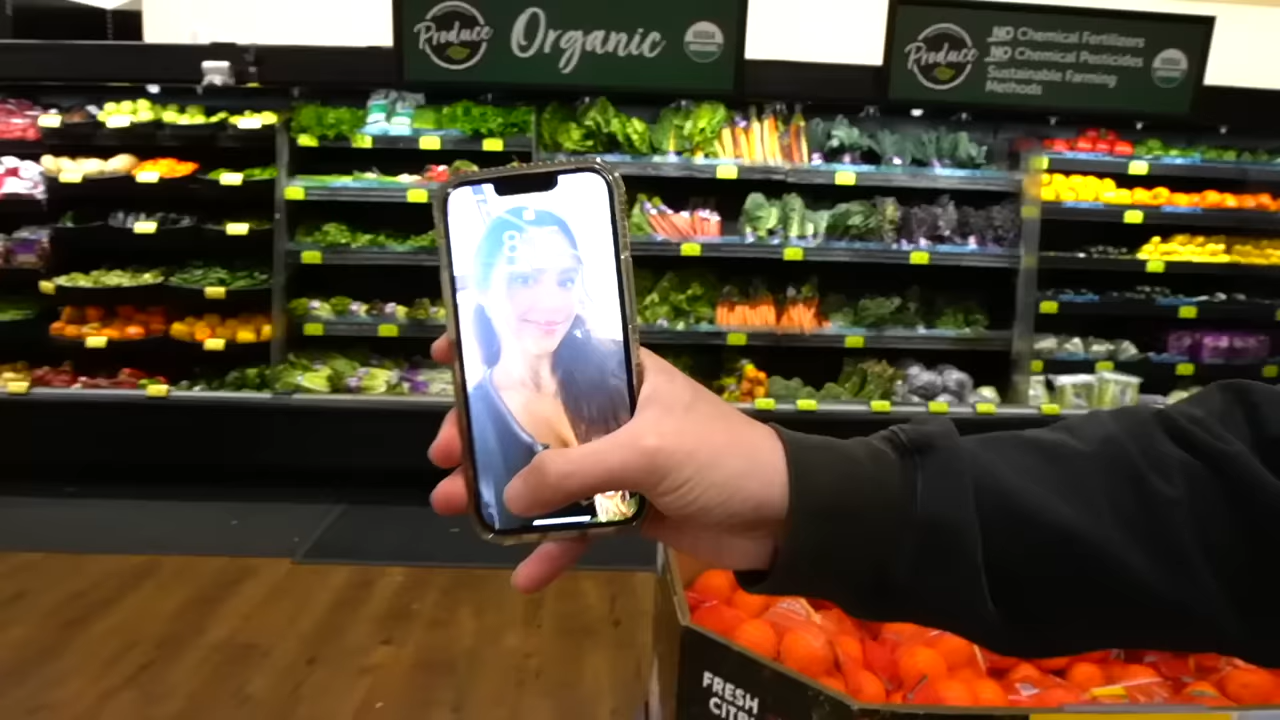 Produce
Organic
USDA
ORGANIC
Produce
NO Chemical Fertilizers
NO Chemical Pesticides
Sustainable Farming
Methods
USDA
ORGANIC
FRESH